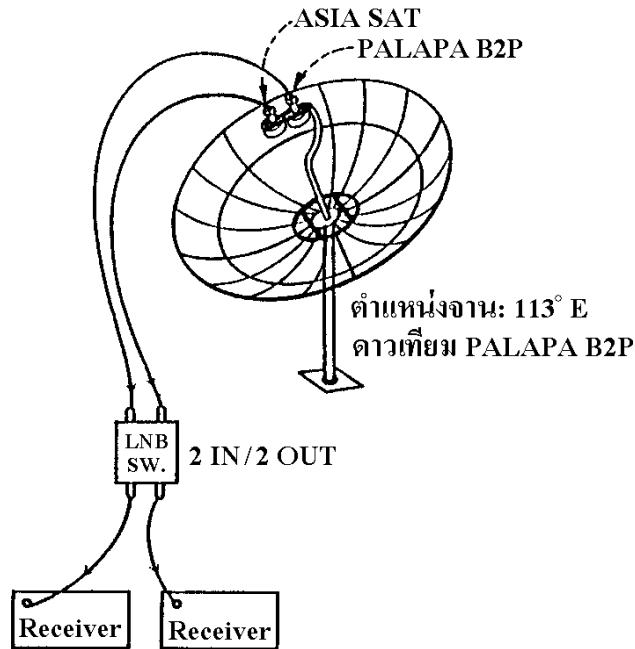 ASIA SAT
PALAPA B2P
ตำแหน่งจาน: 113° E
ดาวเทียม PALAPA B2P
LNB
SW.
2 IN/2 OUT
Receiver
Receiver